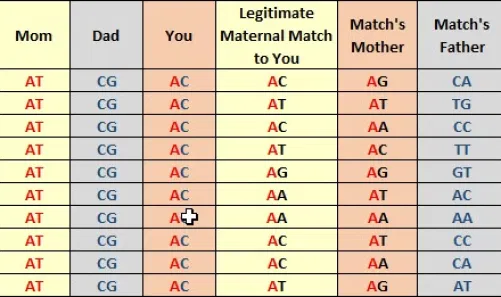 Mom Dad You Legitimate Maternal Match to You Match's Mother Match's Father
AT CG AC AC AG CA
AT CG AC AT AT TG
AT CG AC AC AA CC
AT CG AC AT AC TT
AT CG AC AG AG GT
AT CG AC AA AT AC
AT CG A AA AA AA
AT CG AC AC AT CC
AT CG AC AC AA CA
AT CG AC AT AG AT